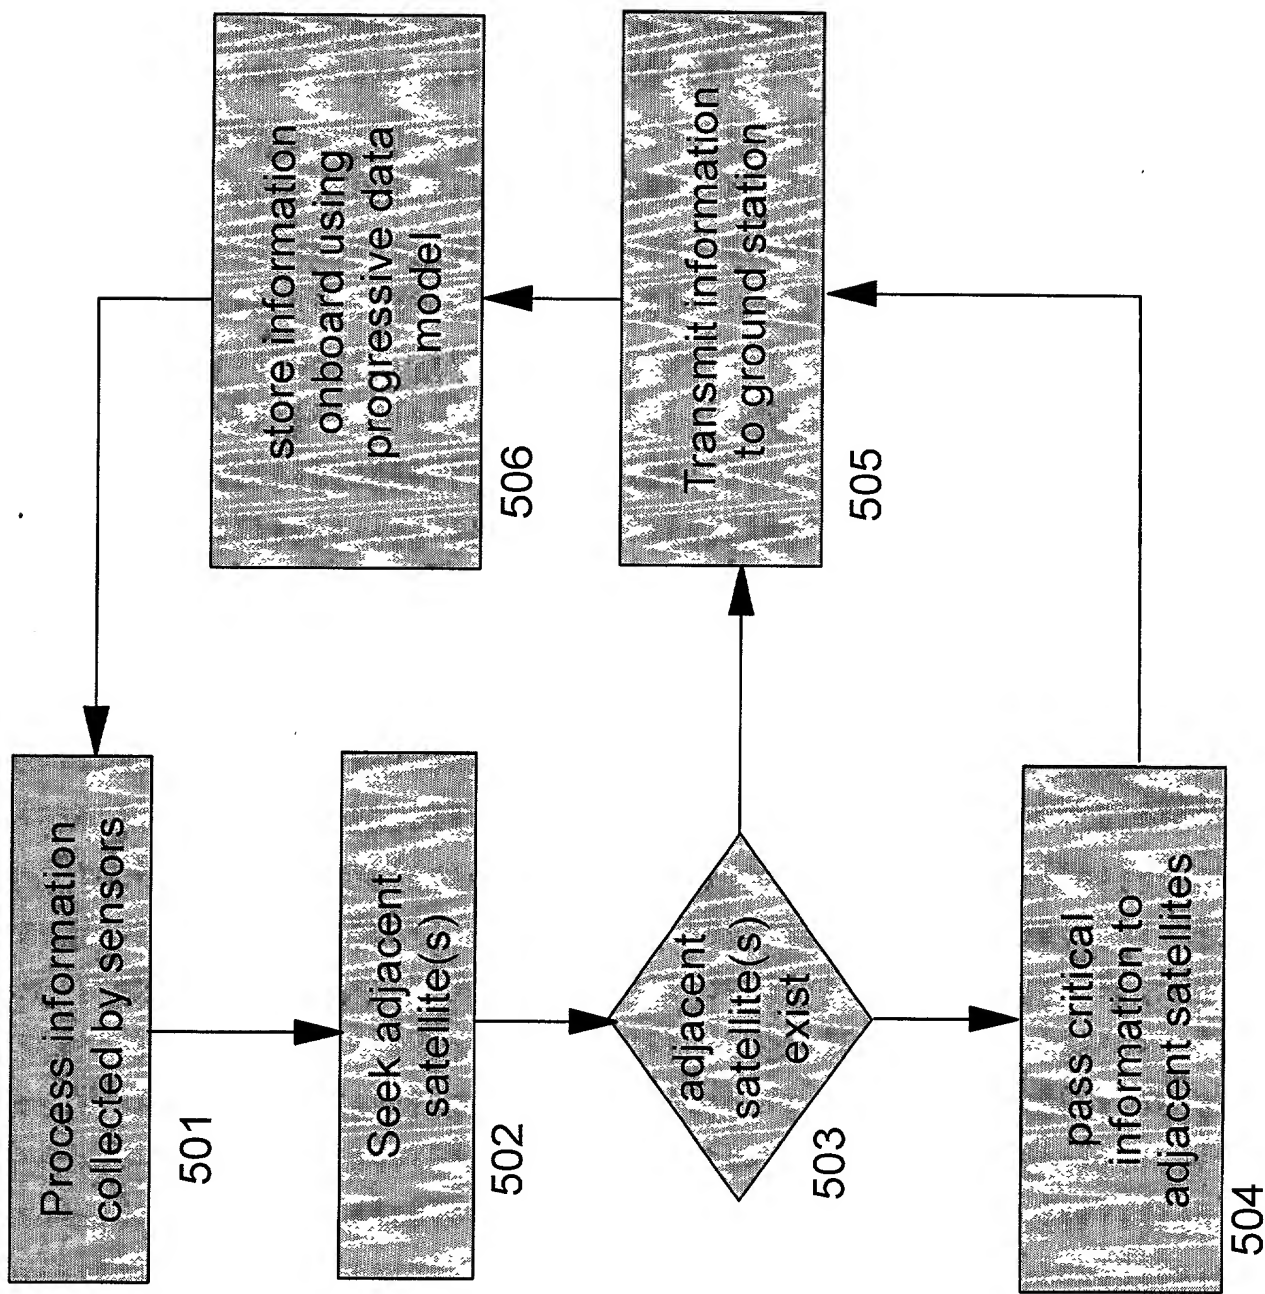 Process information
collected by sensors
501
Seek adjacent
satellite(s)
502
adjacent
satellite(s)
exist
503
pass critical
information to
adjacent satellites
504
Transmit information
to ground station
505
store information
onboard using
progressive data
model
506